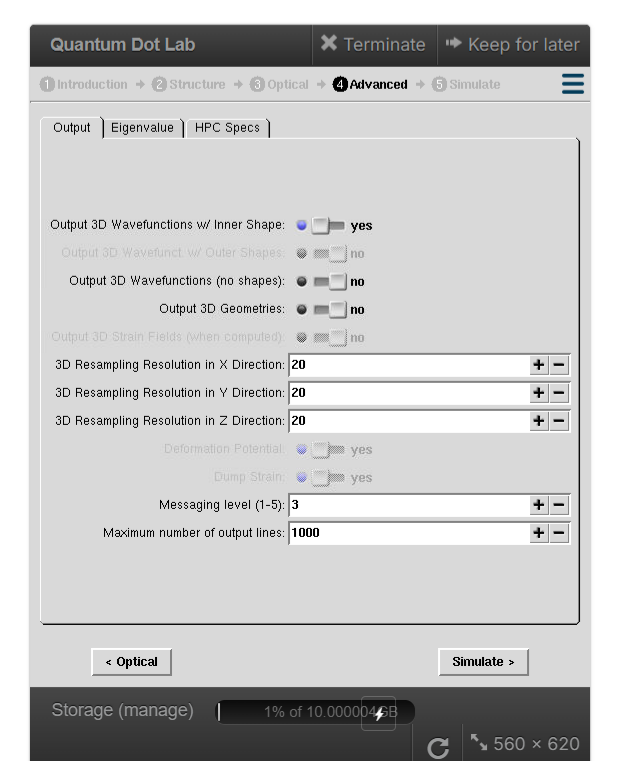 Quantum Dot Lab Terminate Keep for later
1 Introduction 2 Structure 3 Optical 4 Advanced 5 Simulate
Output Eigenvalue HPC Specs
Output 3D Wavefunctions w/ Inner Shape: yes
Output 3D Wavefunct. w/ Outer Shapes: no
Output 3D Wavefunctions (no shapes): no
Output 3D Geometries: no
Output 3D Strain Fields (when computed): no
3D Resampling Resolution in X Direction: 20 + −
3D Resampling Resolution in Y Direction: 20 + −
3D Resampling Resolution in Z Direction: 20 + −
Deformation Potential: yes
Dump Strain: yes
Messaging level (1-5): 3 + −
Maximum number of output lines: 1000 + −
< Optical Simulate >
Storage (manage) 1% of 10.000004GB
560 × 620